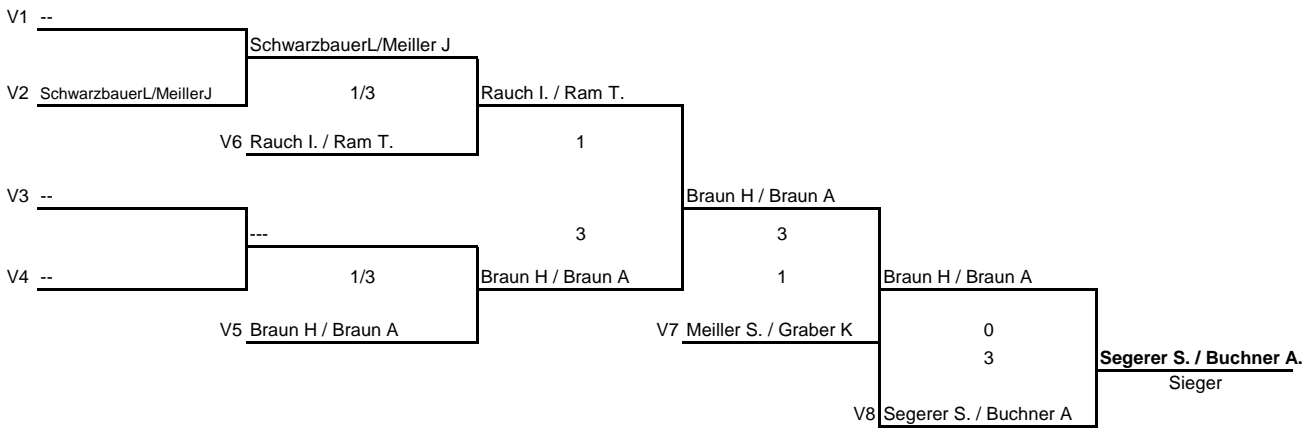 V1 --
SchwarzbauerL/Meiller J
V2 SchwarzbauerL/MeillerJ 1/3 Rauch I. / Ram T.
V6 Rauch I. / Ram T. 1
V3 -- Braun H / Braun A
--- 3 3
V4 -- 1/3 Braun H / Braun A 1 Braun H / Braun A
V5 Braun H / Braun A V7 Meiller S. / Graber K 0
3 Segerer S. / Buchner A.
Sieger
V8 Segerer S. / Buchner A